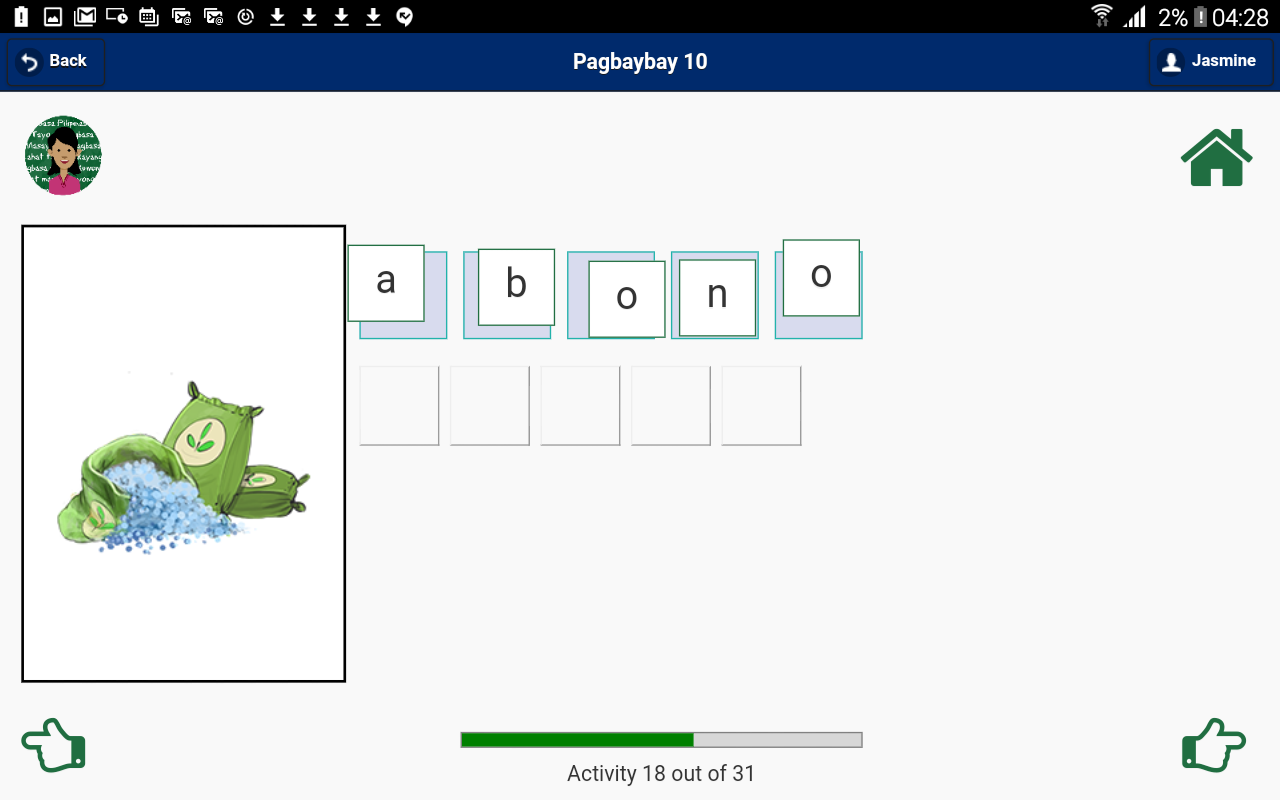 2% 04:28
Back Pagbaybay 10 Jasmine
a b o n o
Activity 18 out of 31